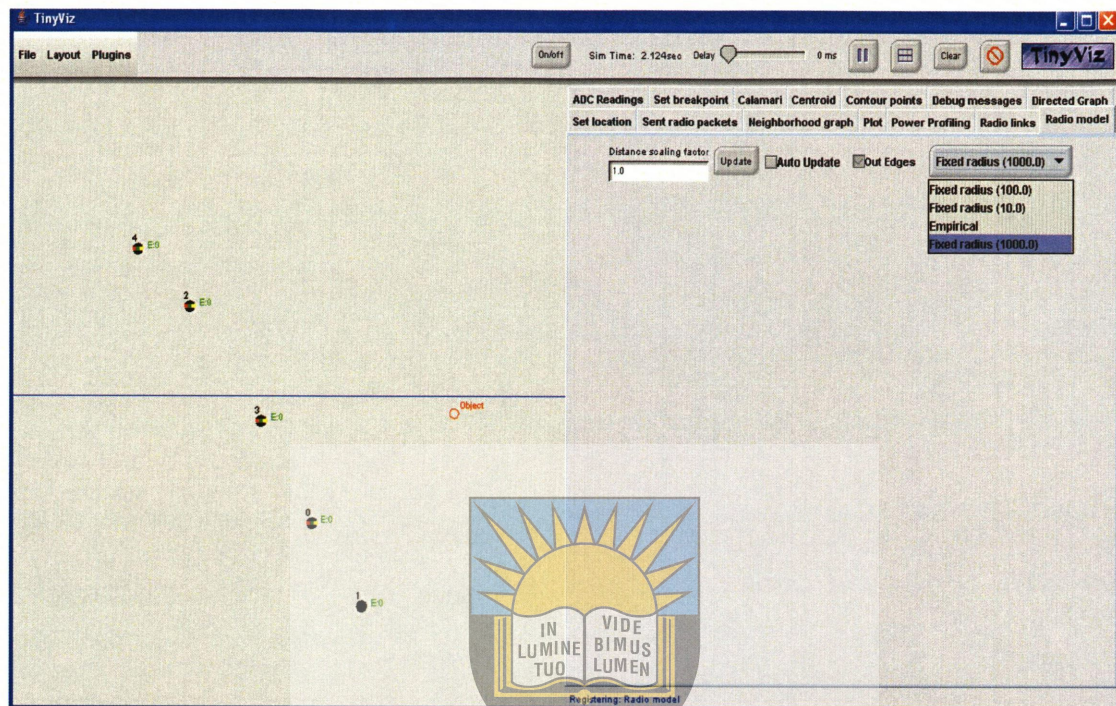 TinyViz
File Layout Plugins
On/off
Sim Time: 2.124sec Delay 0 ms
Clear
TinyViz
ADC Readings Set breakpoint Calamari Centroid Contour points Debug messages Directed Graph
Set location Sent radio packets Neighborhood graph Plot Power Profiling Radio links Radio model
Distance scaling factor
1.0
Update
Auto Update
Out Edges
Fixed radius (1000.0)
Fixed radius (100.0)
Fixed radius (10.0)
Empirical
Fixed radius (1000.0)
4
E:0
2
E:0
3
E:0
Object
0
E:0
1
E:0
IN
LUMINE
TUO
VIDE
BIMUS
LUMEN
Registering: Radio model